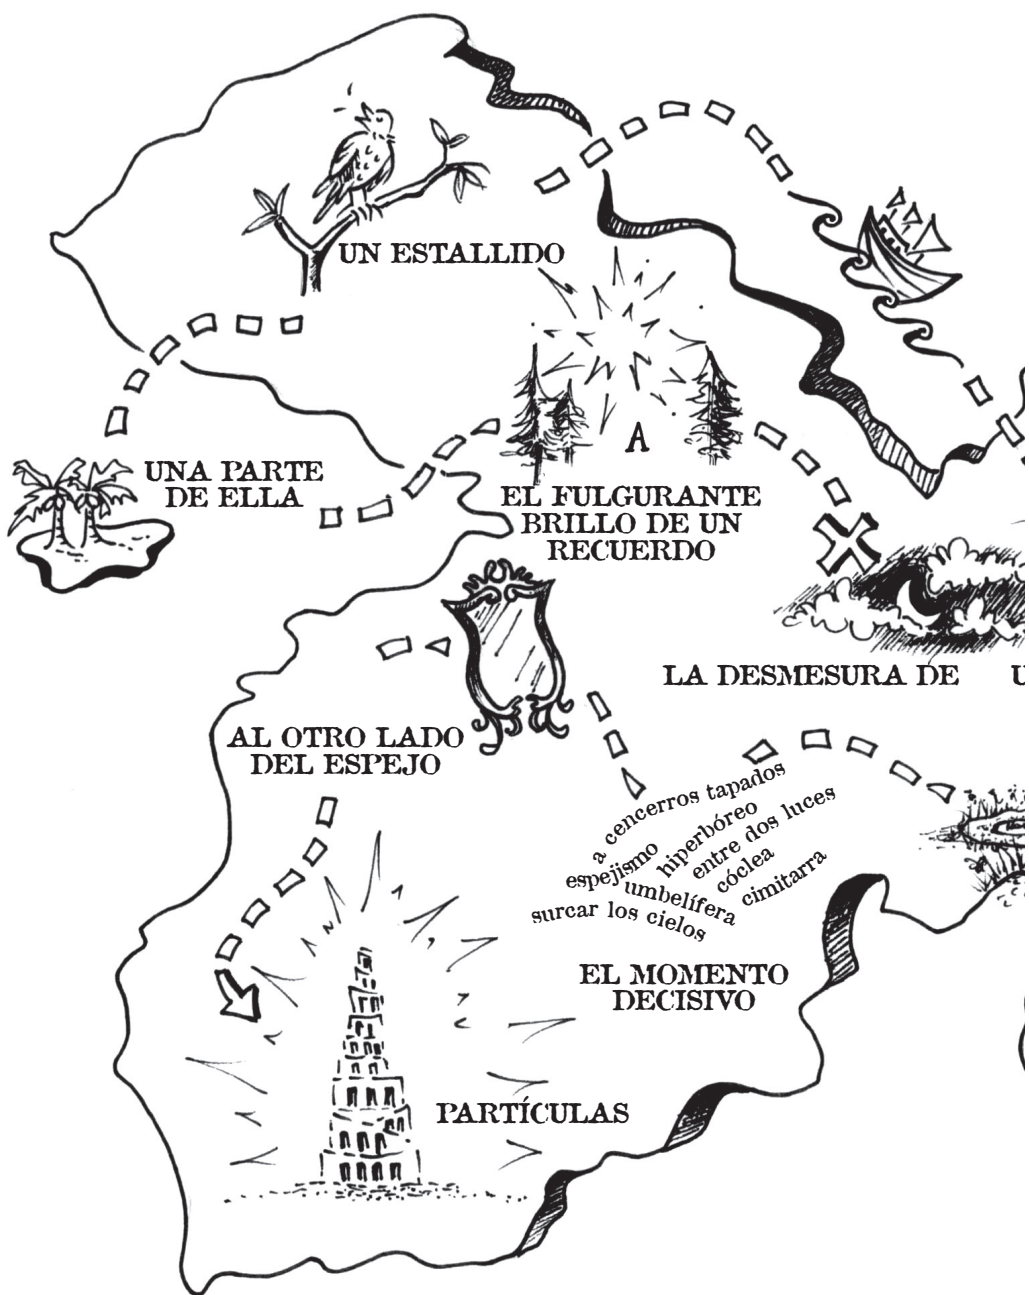 UN ESTALLIDO
A
UNA PARTE
DE ELLA
EL FULGURANTE
BRILLO DE UN
RECUERDO
LA DESMESURA DE U
AL OTRO LADO
DEL ESPEJO
a cencerros tapados
hiperbóreo
entre dos luces
espejismo
cóclea
umbelífera
cimitarra
surcar los cielos
EL MOMENTO
DECISIVO
PARTÍCULAS